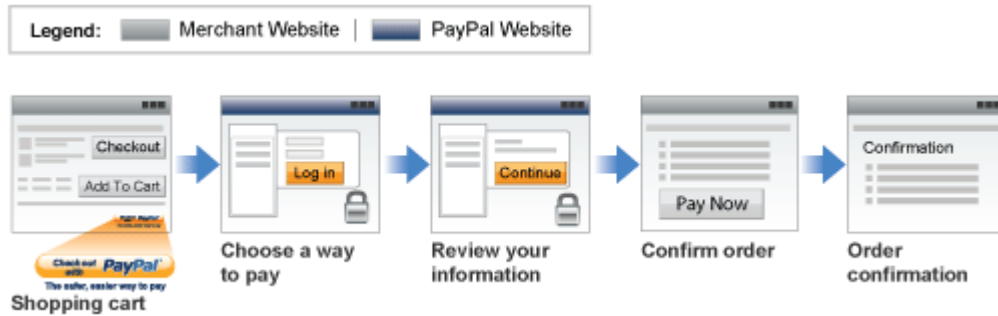 Legend: Merchant Website | PayPal Website
Checkout
Add To Cart
Check out with PayPal
The safer, easier way to pay
Shopping cart
Log in
Choose a way
to pay
Continue
Review your
information
Pay Now
Confirm order
Confirmation
Order
confirmation